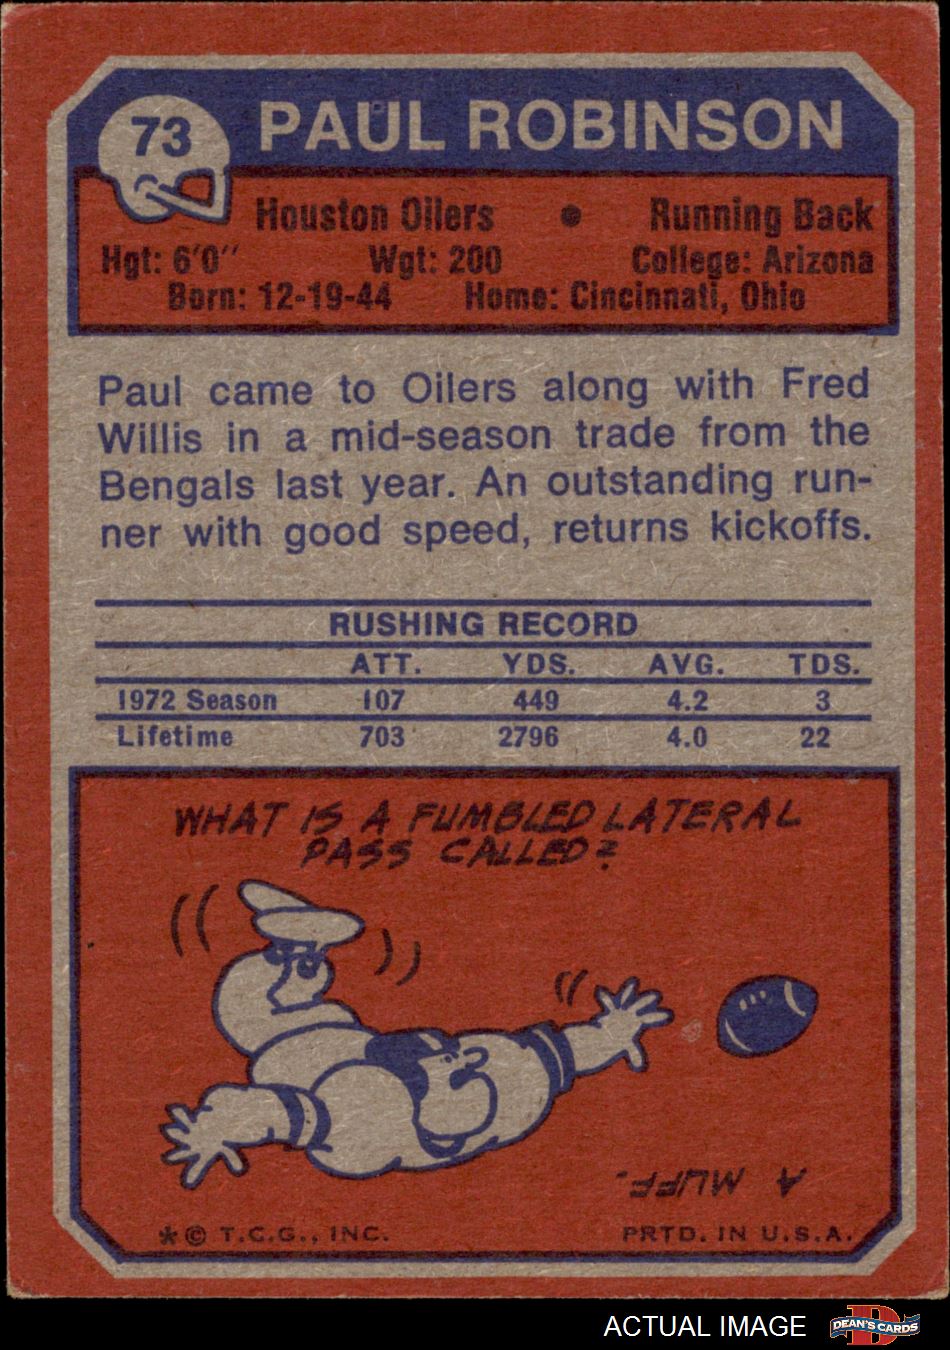 73
PAUL ROBINSON
Houston Oilers • Running Back
Hgt: 6'0'' Wgt: 200 College: Arizona
Born: 12-19-44 Home: Cincinnati, Ohio
Paul came to Oilers along with Fred
Willis in a mid-season trade from the
Bengals last year. An outstanding run-
ner with good speed, returns kickoffs.
RUSHING RECORD
ATT. YDS. AVG. TDS.
1972 Season 107 449 4.2 3
Lifetime 703 2796 4.0 22
WHAT IS A FUMBLED LATERAL
PASS CALLED?
A MUFF.
*© T.C.G., INC. PRTD. IN U.S.A.
ACTUAL IMAGE
D
DEAN'S CARDS